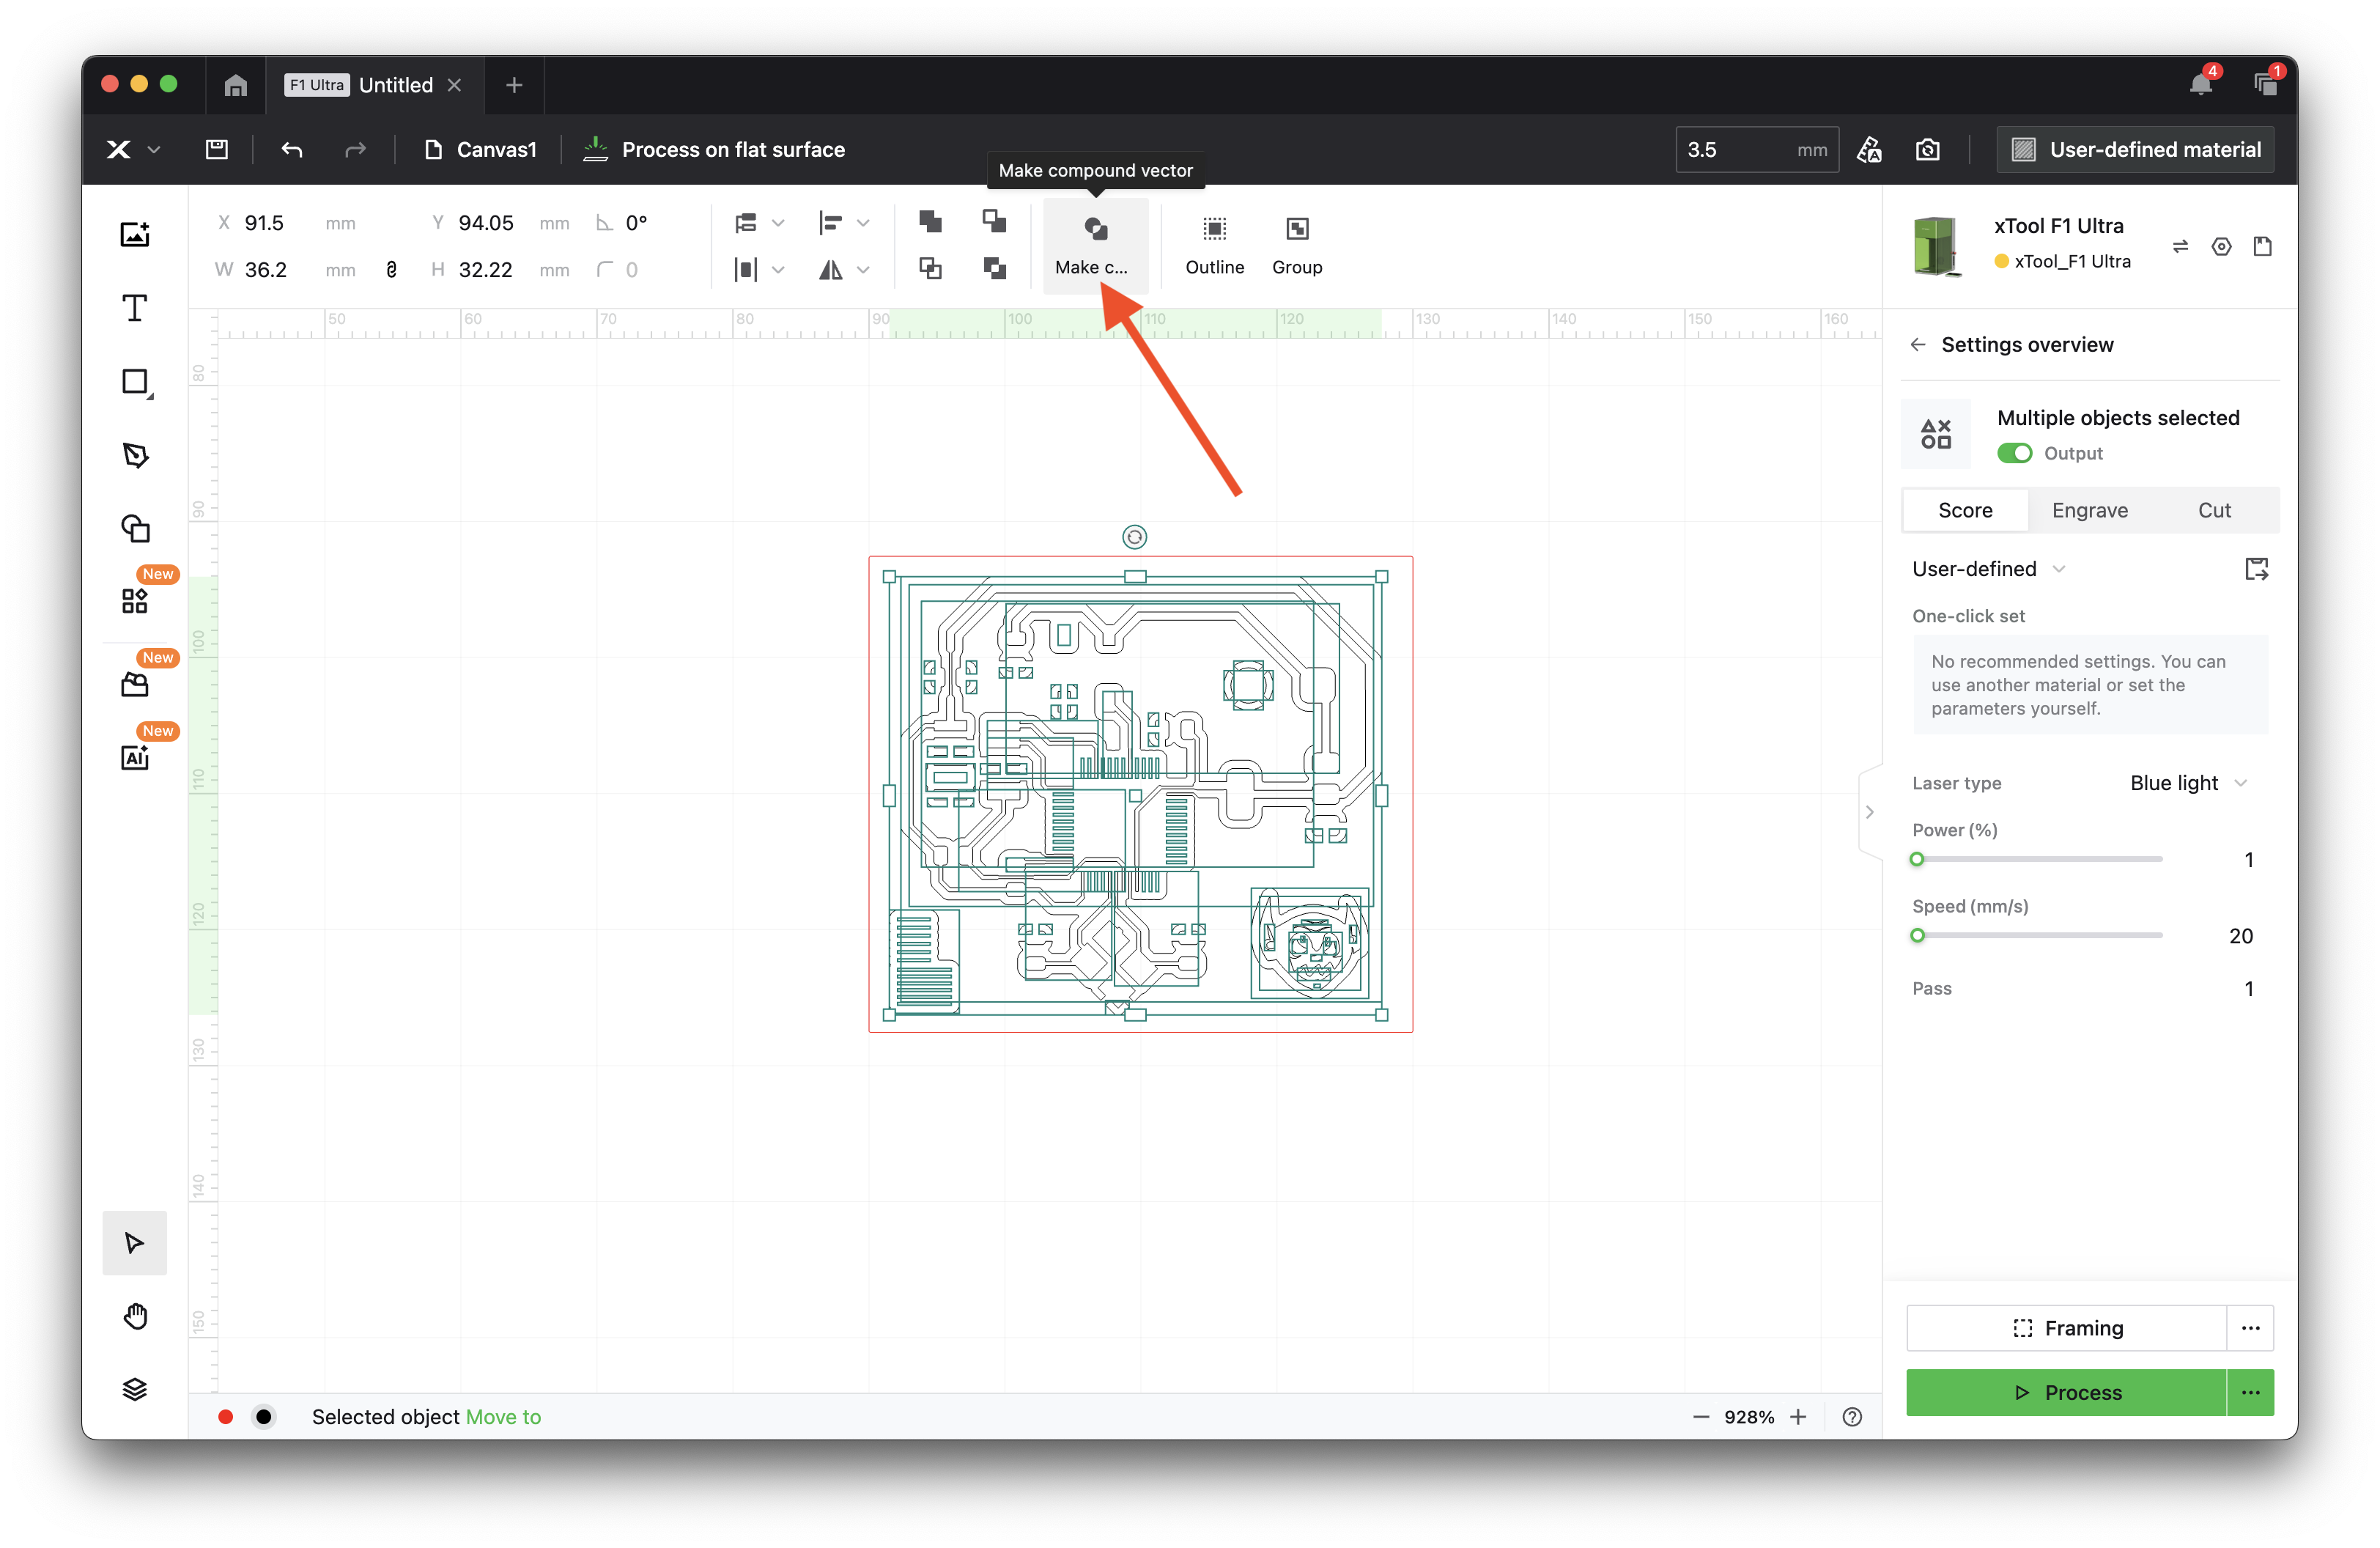 F1 Ultra Untitled
4
1
Canvas1
Process on flat surface
3.5 mm
User-defined material
Make compound vector
X 91.5 mm Y 94.05 mm 0°
W 36.2 mm H 32.22 mm 0
Make c...
Outline
Group
50 60 70 80 90 100 110 120 130 140 150 160
80
90
100
110
120
130
140
150
New
New
New
AI
xTool F1 Ultra
xTool_F1 Ultra
Settings overview
Multiple objects selected
Output
Score Engrave Cut
User-defined
One-click set
No recommended settings. You can
use another material or set the
parameters yourself.
Laser type Blue light
Power (%)
1
Speed (mm/s)
20
Pass 1
Framing
Process
Selected object Move to
928%